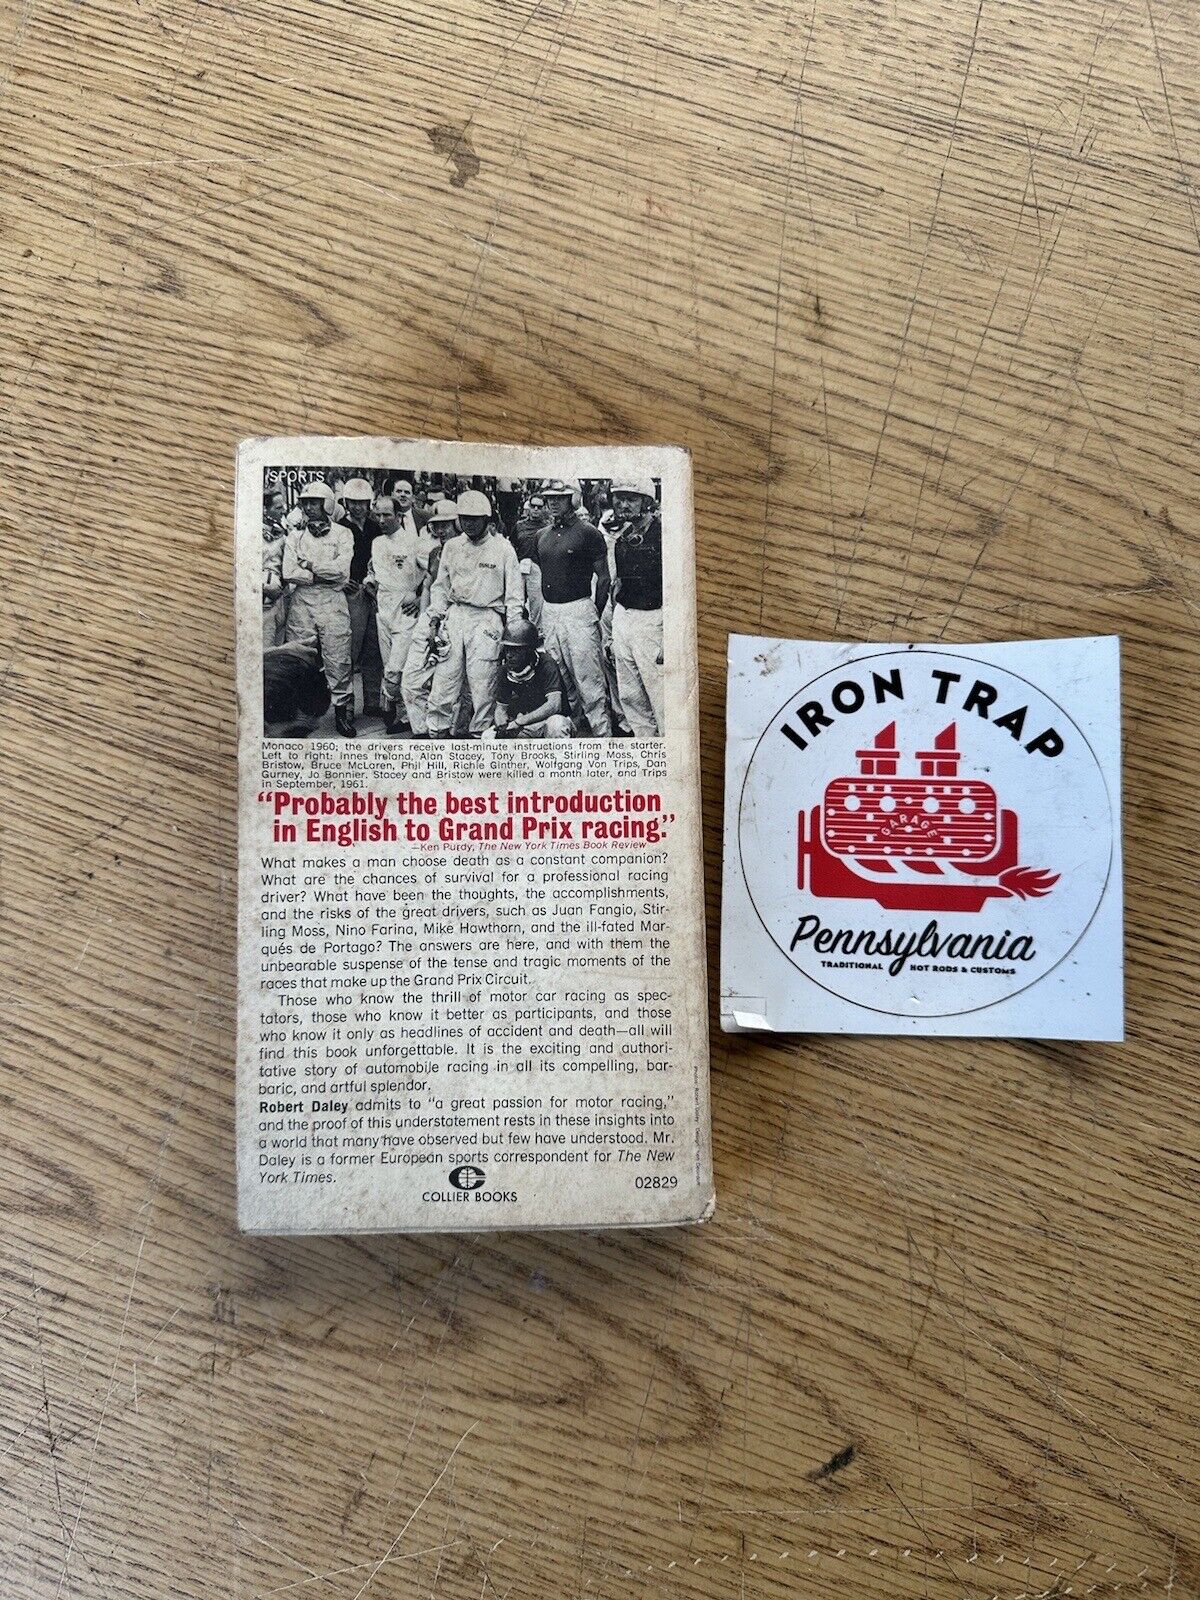 SPORTS
DUNLOP
Monaco 1960; the drivers receive last-minute instructions from the starter.
Left to right: Innes Ireland, Alan Stacey, Tony Brooks, Stirling Moss, Chris
Bristow, Bruce McLaren, Phil Hill, Richie Ginther, Wolfgang Von Trips, Dan
Gurney, Jo Bonnier. Stacey and Bristow were killed a month later, and Trips
in September, 1961.
"Probably the best introduction
in English to Grand Prix racing."
—Ken Purdy, The New York Times Book Review
What makes a man choose death as a constant companion?
What are the chances of survival for a professional racing
driver? What have been the thoughts, the accomplishments,
and the risks of the great drivers, such as Juan Fangio, Stir-
ling Moss, Nino Farina, Mike Hawthorn, and the ill-fated Mar-
qués de Portago? The answers are here, and with them the
unbearable suspense of the tense and tragic moments of the
races that make up the Grand Prix Circuit.
Those who know the thrill of motor car racing as spec-
tators, those who know it better as participants, and those
who know it only as headlines of accident and death—all will
find this book unforgettable. It is the exciting and authori-
tative story of automobile racing in all its compelling, bar-
baric, and artful splendor.
Robert Daley admits to "a great passion for motor racing,"
and the proof of this understatement rests in these insights into
a world that many have observed but few have understood. Mr.
Daley is a former European sports correspondent for The New
York Times.
COLLIER BOOKS
02829
IRON TRAP
GARAGE
Pennsylvania
TRADITIONAL HOT RODS & CUSTOMS